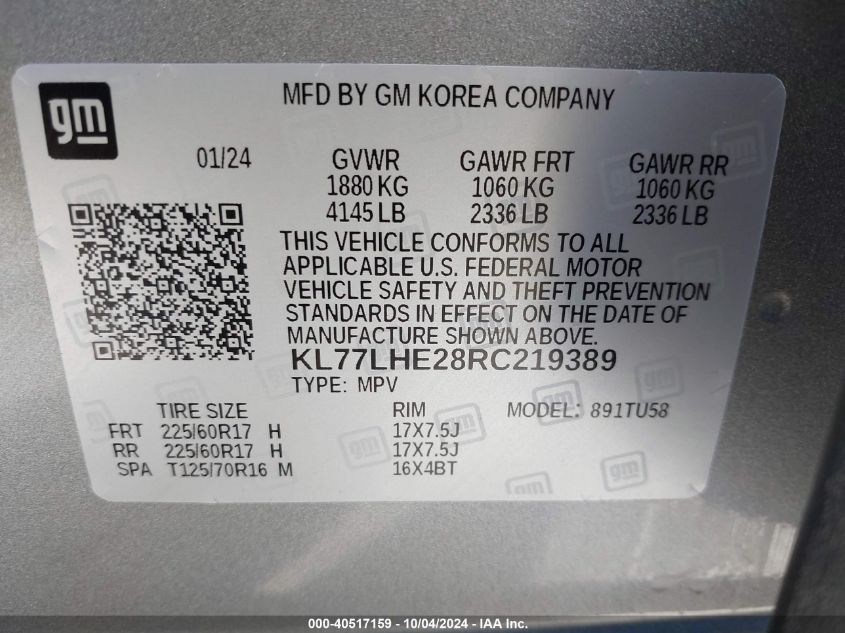 gm
MFD BY GM KOREA COMPANY
01/24 GVWR GAWR FRT GAWR RR
1880 KG 1060 KG 1060 KG
4145 LB 2336 LB 2336 LB
THIS VEHICLE CONFORMS TO ALL
APPLICABLE U.S. FEDERAL MOTOR
VEHICLE SAFETY AND THEFT PREVENTION
STANDARDS IN EFFECT ON THE DATE OF
MANUFACTURE SHOWN ABOVE.
KL77LHE28RC219389
TYPE: MPV
TIRE SIZE RIM MODEL: 891TU58
FRT 225/60R17 H 17X7.5J
RR 225/60R17 H 17X7.5J
SPA T125/70R16 M 16X4BT
000-40517159 - 10/04/2024 - IAA Inc.